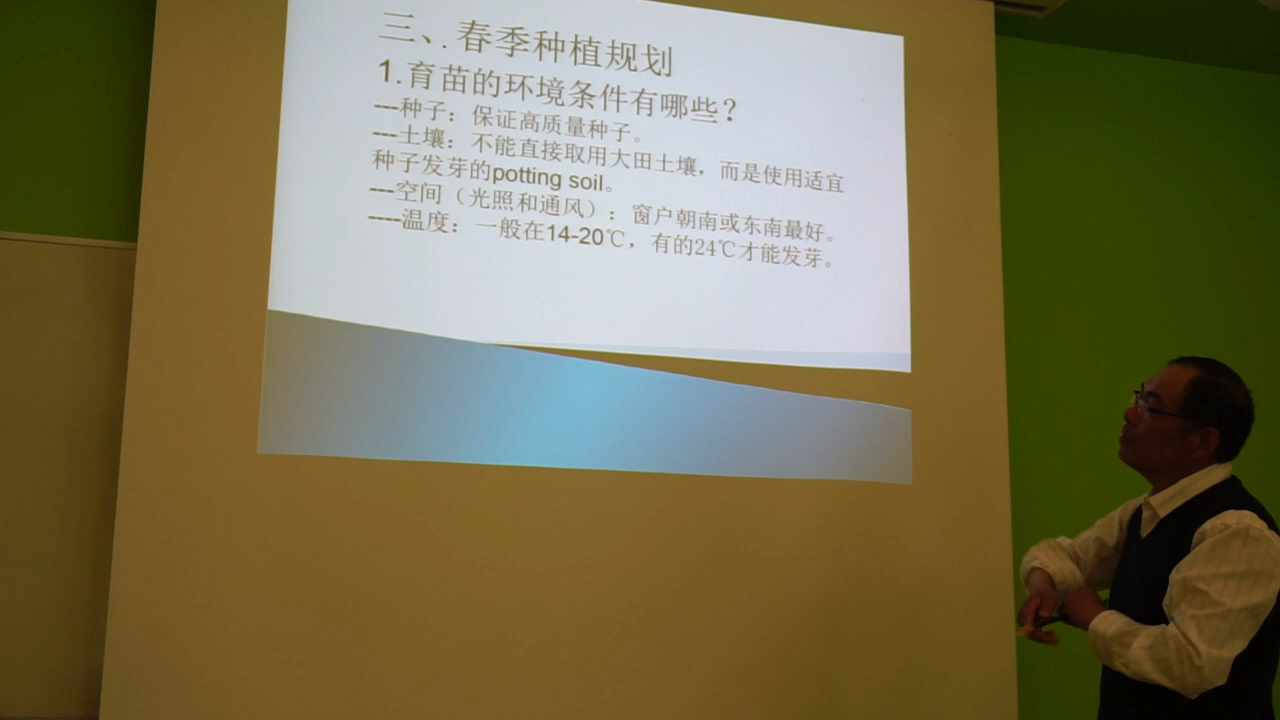 三、. 春季种植规划
1.育苗的环境条件有哪些？
---种子：保证高质量种子。
---土壤：不能直接取用大田土壤，而是使用适宜
种子发芽的potting soil。
---空间（光照和通风）：窗户朝南或东南最好。
----温度：一般在14-20℃，有的24℃才能发芽。